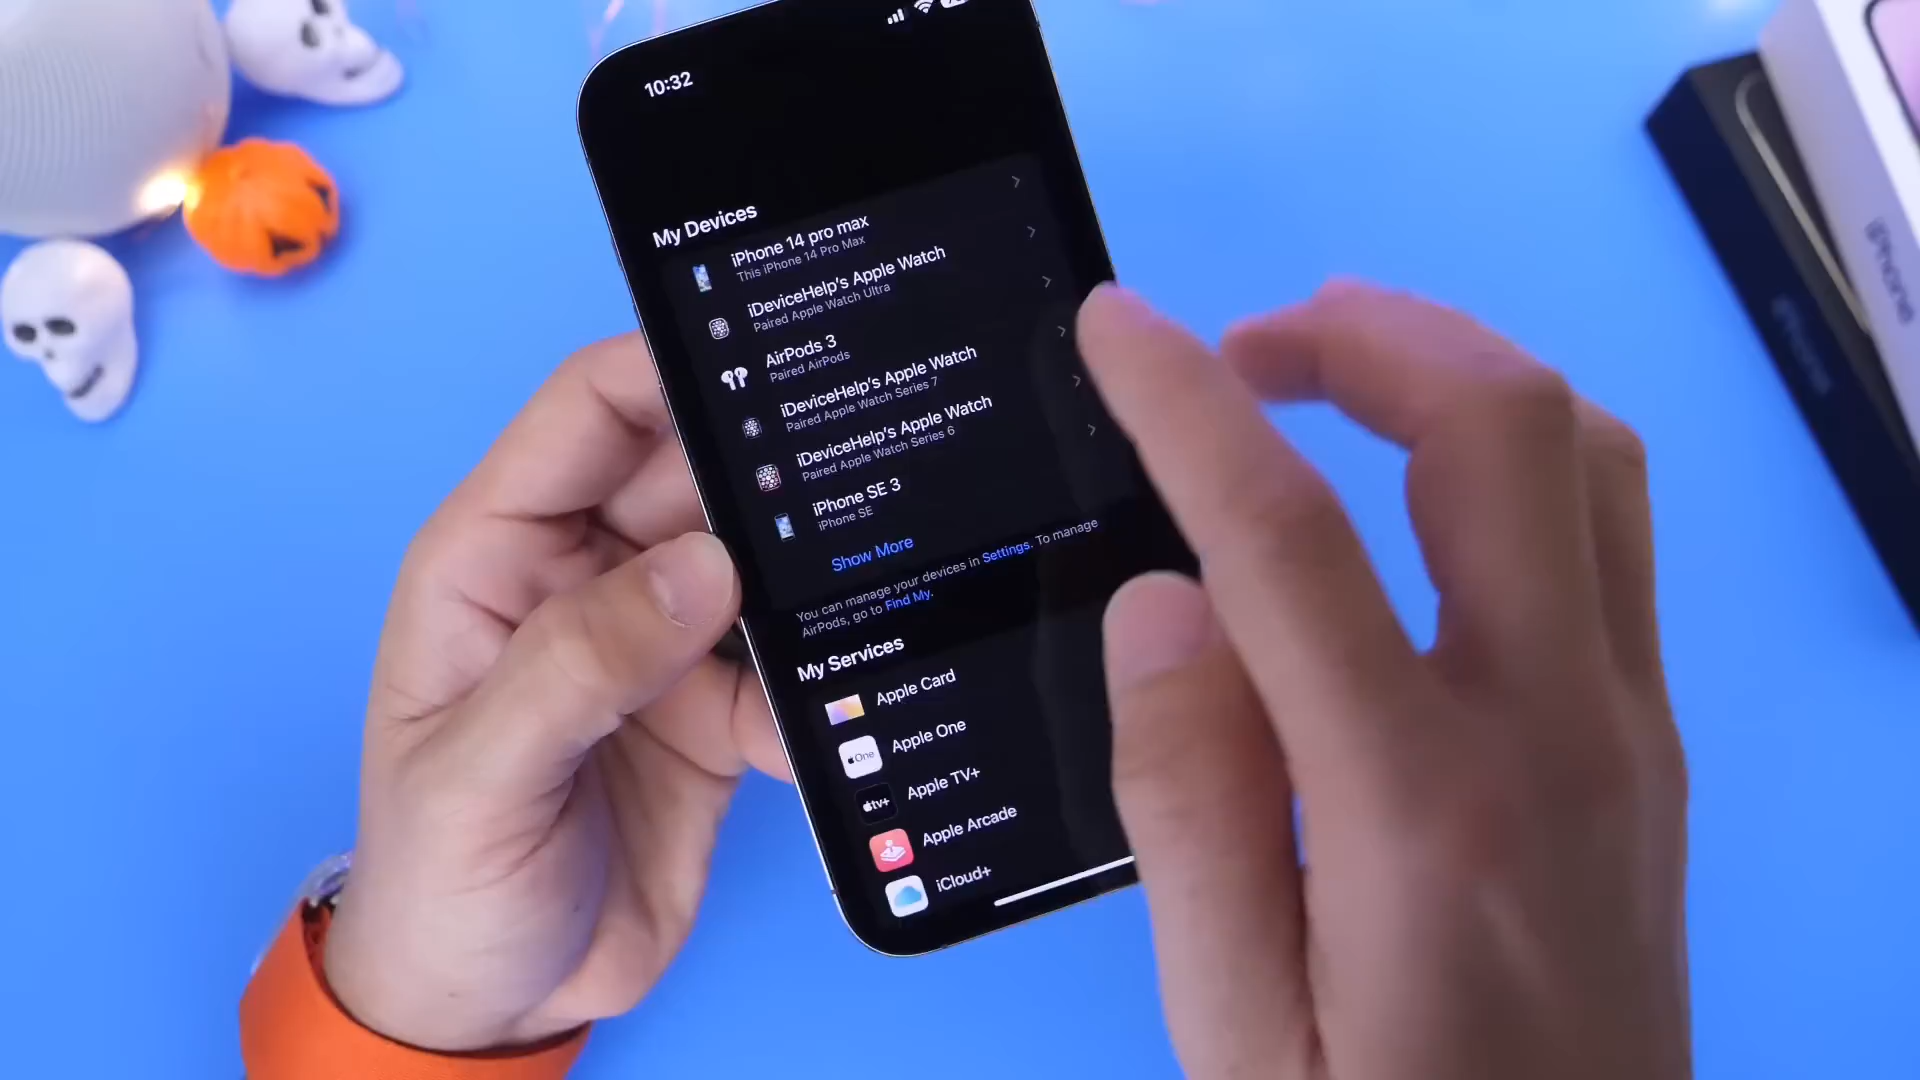 10:32
My Devices
iPhone 14 pro max
This iPhone 14 Pro Max
iDeviceHelp's Apple Watch
Paired Apple Watch Ultra
AirPods 3
Paired AirPods
iDeviceHelp's Apple Watch
Paired Apple Watch Series 7
iDeviceHelp's Apple Watch
Paired Apple Watch Series 6
iPhone SE 3
iPhone SE
Show More
You can manage your devices in Settings. To manage
AirPods, go to Find My.
My Services
Apple Card
One
Apple One
tv+
Apple TV+
Apple Arcade
iCloud+
iPhone
iPhone